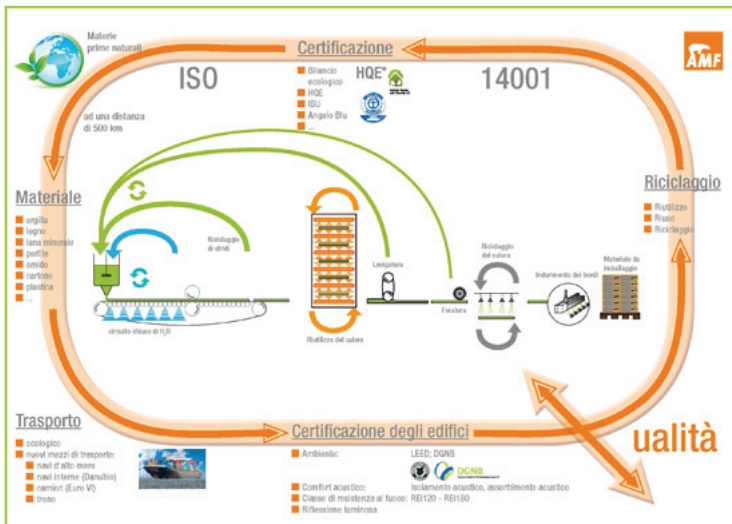 Materie
prime naturali
Certificazione
AMF
ISO
Bilancio
ecologico
HQE
IBU
Angelo Blu
...
HQE
14001
ad una distanza
di 500 km
Materiale
argilla
legno
lana minerale
perlite
amido
cartone
plastica
...
Riciclaggio
di sfridi
circuito chiuso di H₂O
Riutilizzo del calore
Levigatura
Foratura
Riciclaggio
del calore
Indurimento dei bordi
Materiale da
imballaggio
Riciclaggio
Riutilizzo
Riuso
Riciclaggio
Trasporto
ecologico
nuovi mezzi di trasporto:
navi d'alto mare
navi interne (Danubio)
camion (Euro VI)
treno
Certificazione degli edifici
Ambiente: LEED; DGNB
DGNB
Comfort acustico: Isolamento acustico, assorbimento acustico
Classe di resistenza al fuoco: REI120 - REI180
Riflessione luminosa
ualità